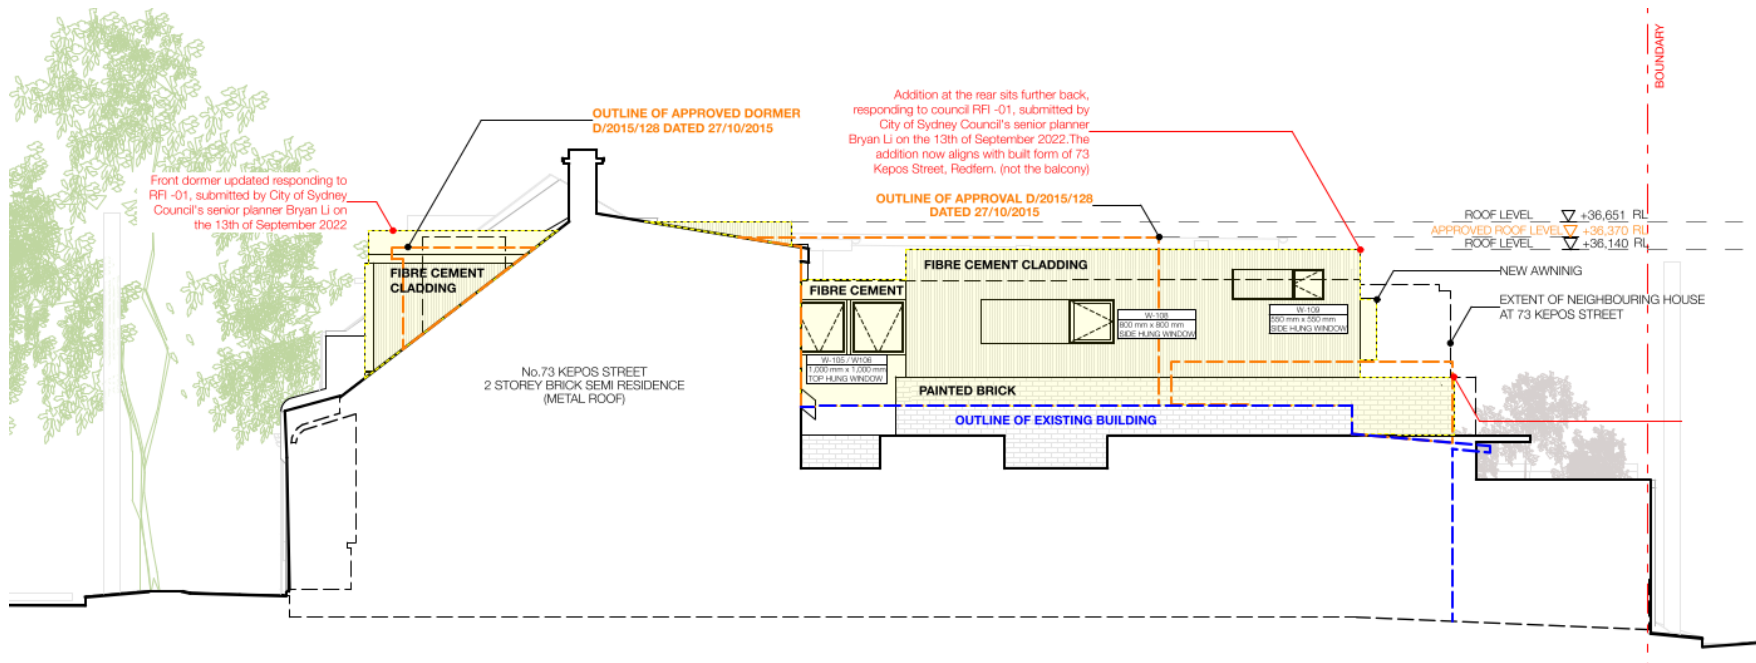 BOUNDARY
Addition at the rear sits further back,
responding to council RFI -01, submitted by
City of Sydney Council's senior planner
Bryan Li on the 13th of September 2022.The
addition now aligns with built form of 73
Kepos Street, Redfern. (not the balcony)
OUTLINE OF APPROVED DORMER
D/2015/128 DATED 27/10/2015
Front dormer updated responding to
RFI -01, submitted by City of Sydney
Council's senior planner Bryan Li on
the 13th of September 2022
OUTLINE OF APPROVAL D/2015/128
DATED 27/10/2015
ROOF LEVEL +36,651 RL
APPROVED ROOF LEVEL +36,370 RL
ROOF LEVEL +36,140 RL
FIBRE CEMENT
CLADDING
FIBRE CEMENT CLADDING
FIBRE CEMENT
NEW AWNINIG
EXTENT OF NEIGHBOURING HOUSE
AT 73 KEPOS STREET
W-108
800 mm x 800 mm
SIDE HUNG WINDOW
W-109
550 mm x 550 mm
SIDE HUNG WINDOW
W-105 / W106
1,000 mm x 1,000 mm
TOP HUNG WINDOW
No.73 KEPOS STREET
2 STOREY BRICK SEMI RESIDENCE
(METAL ROOF)
PAINTED BRICK
OUTLINE OF EXISTING BUILDING